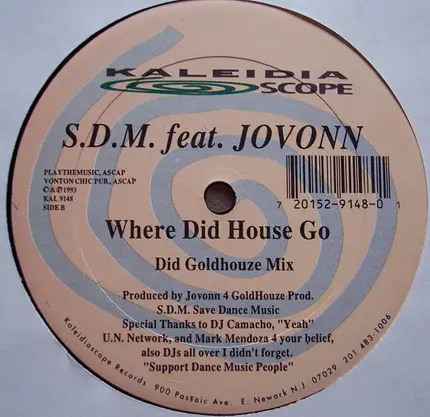 KALEIDIA
SCOPE
S.D.M. feat. JOVONN
PLAYTHEMUSIC, ASCAP
VONTON CHIC PUB., ASCAP
© & ℗ 1993
KAL 9148
SIDE B
7 20152-9148-0 1
Where Did House Go
Did Goldhouze Mix
Produced by Jovonn 4 GoldHouze Prod.
S.D.M. Save Dance Music
Special Thanks to DJ Camacho, "Yeah"
U.N. Network, and Mark Mendoza 4 your belief,
also DJs all over I didn't forget.
"Support Dance Music People"
Kaleidiascope Records 900 Passaic Ave. E. Newark N.J. 07029 201 483-1006